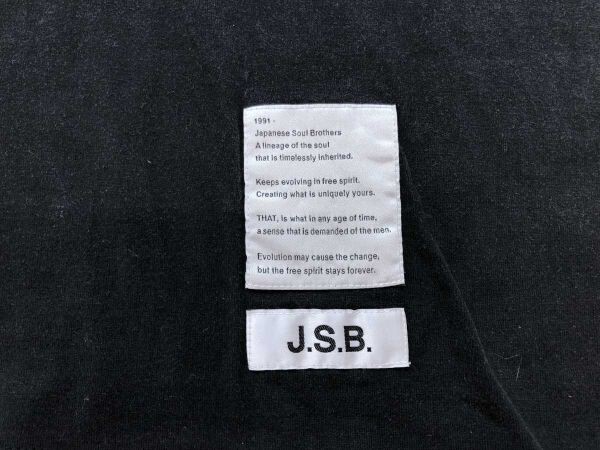 1991 -
Japanese Soul Brothers
A lineage of the soul
that is timelessly inherited.
Keeps evolving in free spirit.
Creating what is uniquely yours.
THAT, is what in any age of time,
a sense that is demanded of the men.
Evolution may cause the change,
but the free spirit stays forever.
J.S.B.